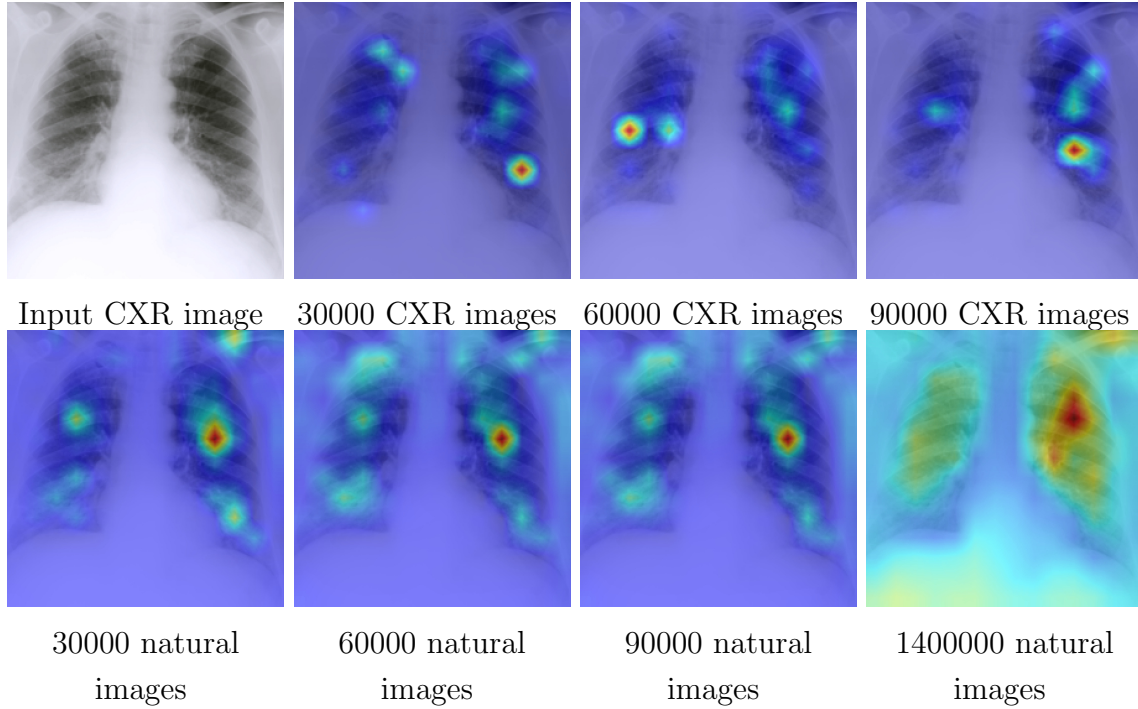 Input CXR image
30000 CXR images
60000 CXR images
90000 CXR images
30000 natural
images
60000 natural
images
90000 natural
images
1400000 natural
images